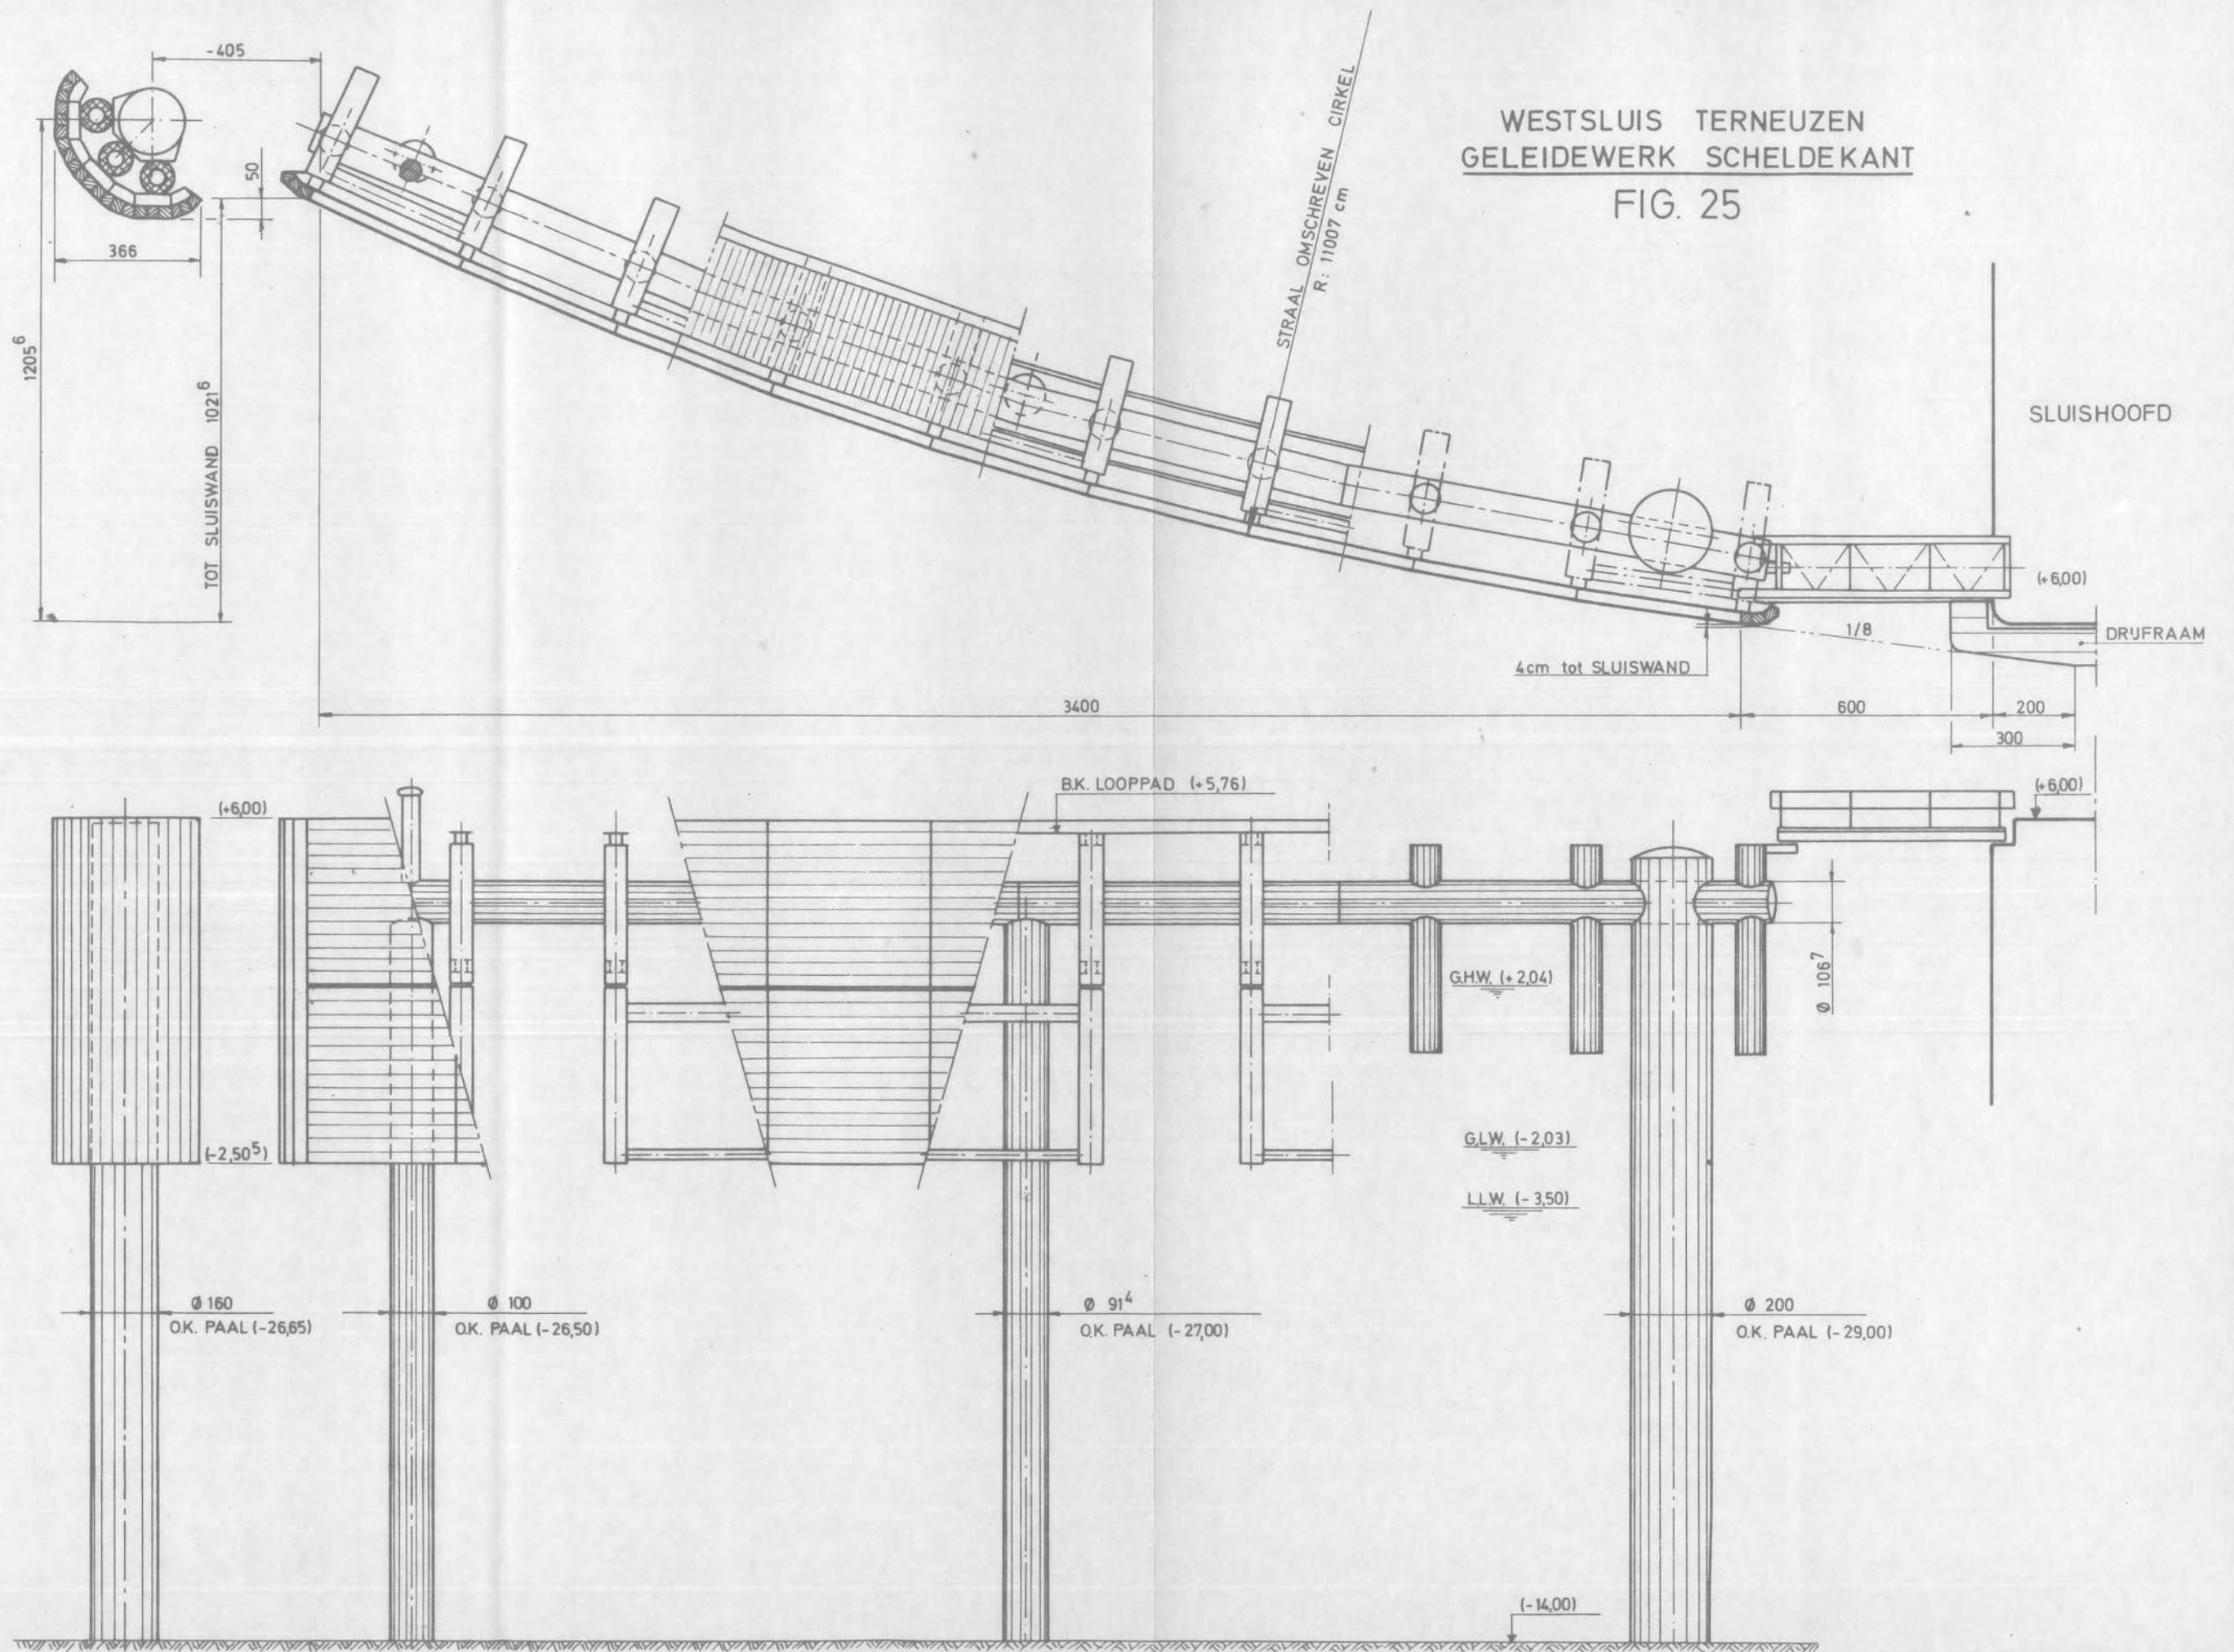 WESTSLUIS TERNEUZEN
GELEIDEWERK SCHELDEKANT
FIG. 25
-405
50
366
1205⁶
TOT SLUISWAND 1021⁶
STRAAL OMSCHREVEN CIRKEL
R: 11007 cm
SLUISHOOFD
(+6,00)
1/8
DRIJFRAAM
4cm tot SLUISWAND
3400
600
200
300
B.K. LOOPPAD (+5,76)
(+6,00)
(+6,00)
Ø 106⁷
G.H.W. (+2,04)
G.L.W. (-2,03)
(-2,50⁵)
L.L.W. (-3,50)
Ø 160
O.K. PAAL (-26,65)
Ø 100
O.K. PAAL (-26,50)
Ø 91⁴
O.K. PAAL (-27,00)
Ø 200
O.K. PAAL (-29,00)
(-14,00)